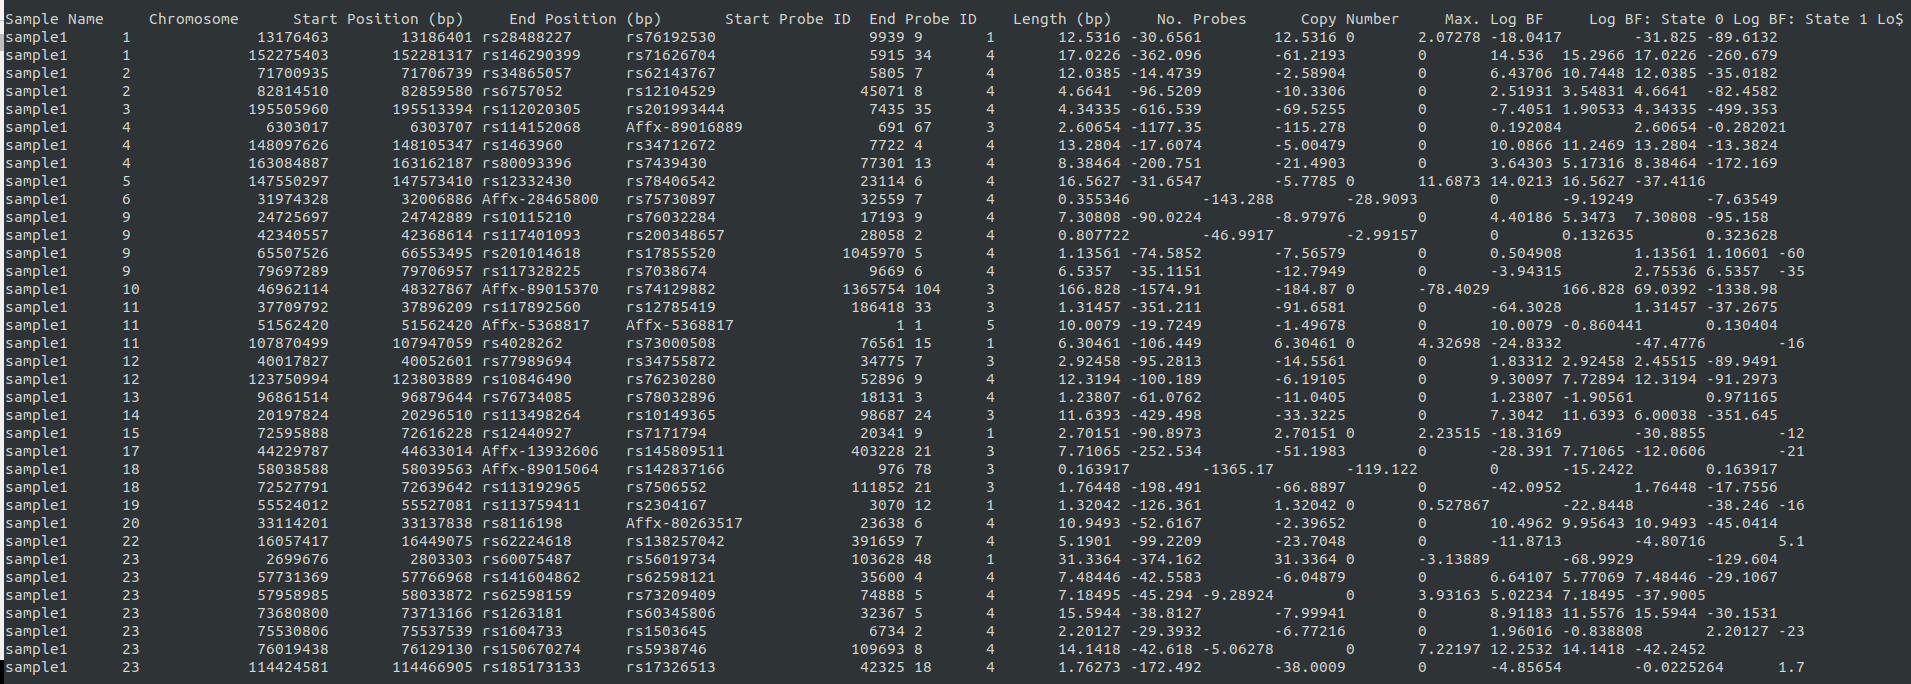 Sample Name Chromosome Start Position (bp) End Position (bp) Start Probe ID End Probe ID Length (bp) No. Probes Copy Number Max. Log BF Log BF: State 0 Log BF: State 1 Lo$
sample1 1 13176463 13186401 rs28488227 rs76192530 9939 9 1 12.5316 -30.6561 12.5316 0 2.07278 -18.0417 -31.825 -89.6132
sample1 1 152275403 152281317 rs146290399 rs71626704 5915 34 4 17.0226 -362.096 -61.2193 0 14.536 15.2966 17.0226 -260.679
sample1 2 71700935 71706739 rs34865057 rs62143767 5805 7 4 12.0385 -14.4739 -2.58904 0 6.43706 10.7448 12.0385 -35.0182
sample1 2 82814510 82859580 rs6757052 rs12104529 45071 8 4 4.6641 -96.5209 -10.3306 0 2.51931 3.54831 4.6641 -82.4582
sample1 3 195505960 195513394 rs112020305 rs201993444 7435 35 4 4.34335 -616.539 -69.5255 0 -7.4051 1.90533 4.34335 -499.353
sample1 4 6303017 6303707 rs114152068 Affx-89016889 691 67 3 2.60654 -1177.35 -115.278 0 0.192084 2.60654 -0.282021
sample1 4 148097626 148105347 rs1463960 rs34712672 7722 4 4 13.2804 -17.6074 -5.00479 0 10.0866 11.2469 13.2804 -13.3824
sample1 4 163084887 163162187 rs80093396 rs7439430 77301 13 4 8.38464 -200.751 -21.4903 0 3.64303 5.17316 8.38464 -172.169
sample1 5 147550297 147573410 rs12332430 rs78406542 23114 6 4 16.5627 -31.6547 -5.7785 0 11.6873 14.0213 16.5627 -37.4116
sample1 6 31974328 32006886 Affx-28465800 rs75730897 32559 7 4 0.355346 -143.288 -28.9093 0 -9.19249 -7.63549
sample1 9 24725697 24742889 rs10115210 rs76032284 17193 9 4 7.30808 -90.0224 -8.97976 0 4.40186 5.3473 7.30808 -95.158
sample1 9 42340557 42368614 rs117401093 rs200348657 28058 2 4 0.807722 -46.9917 -2.99157 0 0.132635 0.323628
sample1 9 65507526 66553495 rs201014618 rs17855520 1045970 5 4 1.13561 -74.5852 -7.56579 0 0.504908 1.13561 1.10601 -60
sample1 9 79697289 79706957 rs117328225 rs7038674 9669 6 4 6.5357 -35.1151 -12.7949 0 -3.94315 2.75536 6.5357 -35
sample1 10 46962114 48327867 Affx-89015370 rs74129882 1365754 104 3 166.828 -1574.91 -184.87 0 -78.4029 166.828 69.0392 -1338.98
sample1 11 37709792 37896209 rs117892560 rs12785419 186418 33 3 1.31457 -351.211 -91.6581 0 -64.3028 1.31457 -37.2675
sample1 11 51562420 51562420 Affx-5368817 Affx-5368817 1 1 5 10.0079 -19.7249 -1.49678 0 10.0079 -0.860441 0.130404
sample1 11 107870499 107947059 rs4028262 rs73000508 76561 15 1 6.30461 -106.449 6.30461 0 4.32698 -24.8332 -47.4776 -16
sample1 12 40017827 40052601 rs77989694 rs34755872 34775 7 3 2.92458 -95.2813 -14.5561 0 1.83312 2.92458 2.45515 -89.9491
sample1 12 123750994 123803889 rs10846490 rs76230280 52896 9 4 12.3194 -100.189 -6.19105 0 9.30097 7.72894 12.3194 -91.2973
sample1 13 96861514 96879644 rs76734085 rs78032896 18131 3 4 1.23807 -61.0762 -11.0405 0 1.23807 -1.90561 0.971165
sample1 14 20197824 20296510 rs113498264 rs10149365 98687 24 3 11.6393 -429.498 -33.3225 0 7.3042 11.6393 6.00038 -351.645
sample1 15 72595888 72616228 rs12440927 rs7171794 20341 9 1 2.70151 -90.8973 2.70151 0 2.23515 -18.3169 -30.8855 -12
sample1 17 44229787 44633014 Affx-13932606 rs145809511 403228 21 3 7.71065 -252.534 -51.1983 0 -28.391 7.71065 -12.0606 -21
sample1 18 58038588 58039563 Affx-89015064 rs142837166 976 78 3 0.163917 -1365.17 -119.122 0 -15.2422 0.163917
sample1 18 72527791 72639642 rs113192965 rs7506552 111852 21 3 1.76448 -198.491 -66.8897 0 -42.0952 1.76448 -17.7556
sample1 19 55524012 55527081 rs113759411 rs2304167 3070 12 1 1.32042 -126.361 1.32042 0 0.527867 -22.8448 -38.246 -16
sample1 20 33114201 33137838 rs8116198 Affx-80263517 23638 6 4 10.9493 -52.6167 -2.39652 0 10.4962 9.95643 10.9493 -45.0414
sample1 22 16057417 16449075 rs62224618 rs138257042 391659 7 4 5.1901 -99.2209 -23.7048 0 -11.8713 -4.80716 5.1
sample1 23 2699676 2803303 rs60075487 rs56019734 103628 48 1 31.3364 -374.162 31.3364 0 -3.13889 -68.9929 -129.604
sample1 23 57731369 57766968 rs141604862 rs62598121 35600 4 4 7.48446 -42.5583 -6.04879 0 6.64107 5.77069 7.48446 -29.1067
sample1 23 57958985 58033872 rs62598159 rs73209409 74888 5 4 7.18495 -45.294 -9.28924 0 3.93163 5.02234 7.18495 -37.9005
sample1 23 73680800 73713166 rs1263181 rs60345806 32367 5 4 15.5944 -38.8127 -7.99941 0 8.91183 11.5576 15.5944 -30.1531
sample1 23 75530806 75537539 rs1604733 rs1503645 6734 2 4 2.20127 -29.3932 -6.77216 0 1.96016 -0.838808 2.20127 -23
sample1 23 76019438 76129130 rs150670274 rs5938746 109693 8 4 14.1418 -42.618 -5.06278 0 7.22197 12.2532 14.1418 -42.2452
sample1 23 114424581 114466905 rs185173133 rs17326513 42325 18 4 1.76273 -172.492 -38.0009 0 -4.85654 -0.0225264 1.7